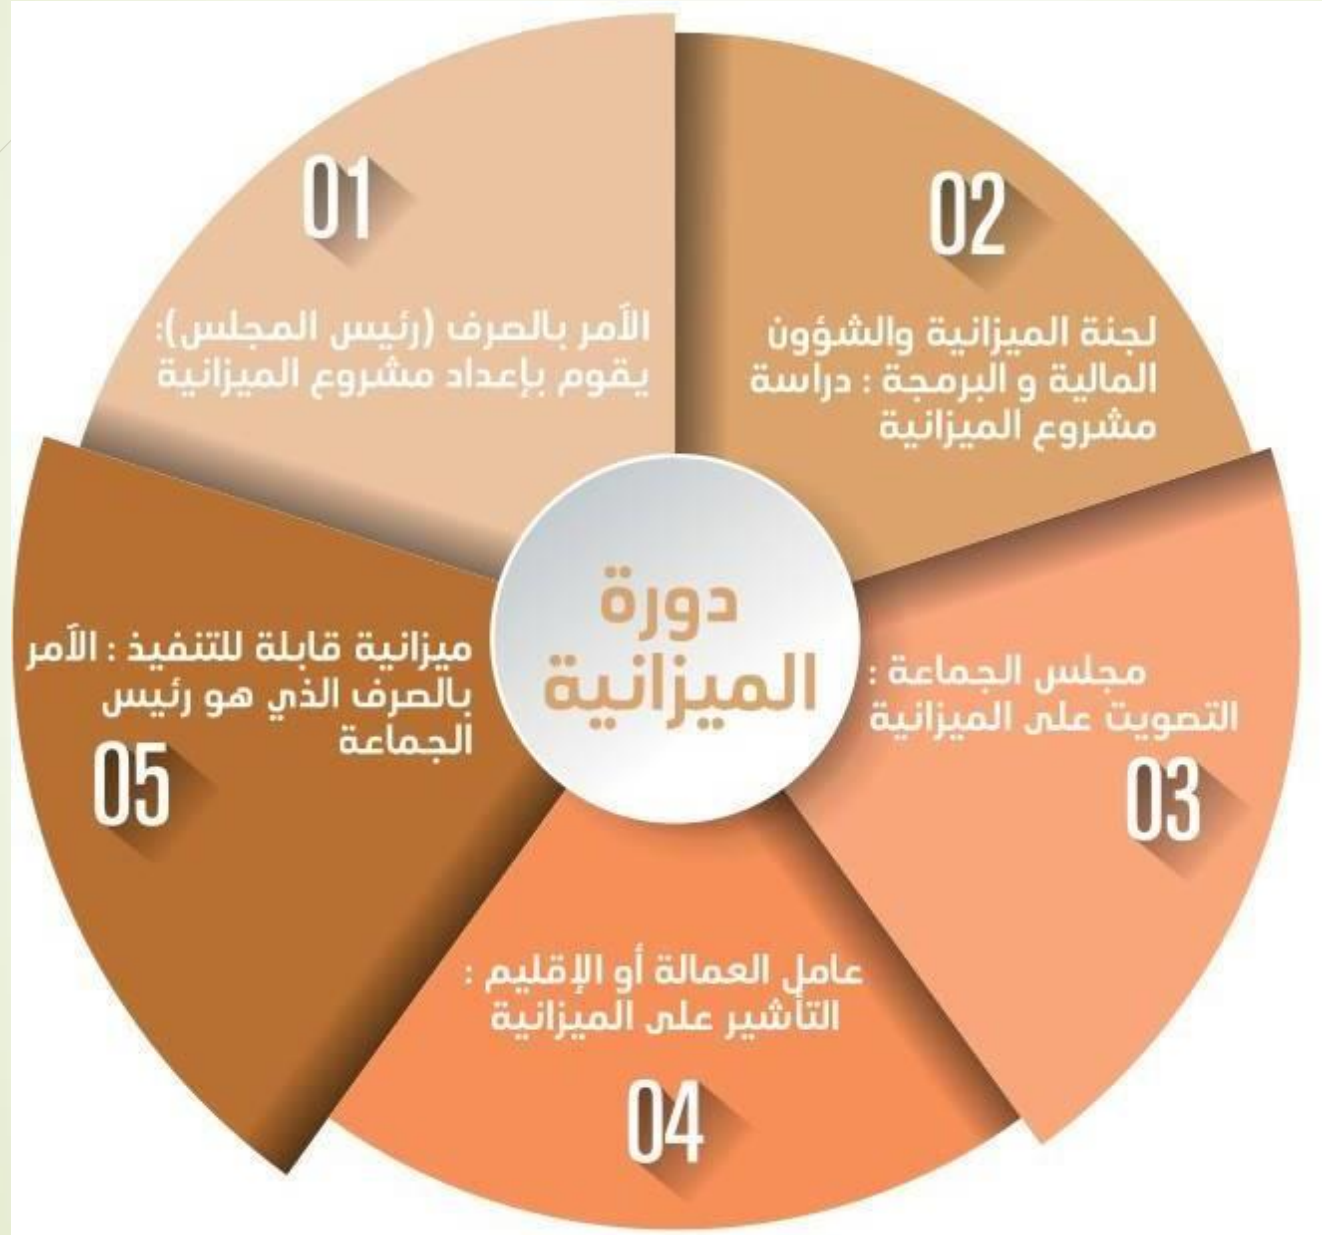 01
الآمر بالصرف (رئيس المجلس):
يقوم بإعداد مشروع الميزانية
02
لجنة الميزانية والشؤون
المالية و البرمجة : دراسة
مشروع الميزانية
مجلس الجماعة :
التصويت على الميزانية
03
عامل العمالة أو الإقليم :
التأشير على الميزانية
04
ميزانية قابلة للتنفيذ : الآمر
بالصرف الذي هو رئيس
الجماعة
05
دورة
الميزانية